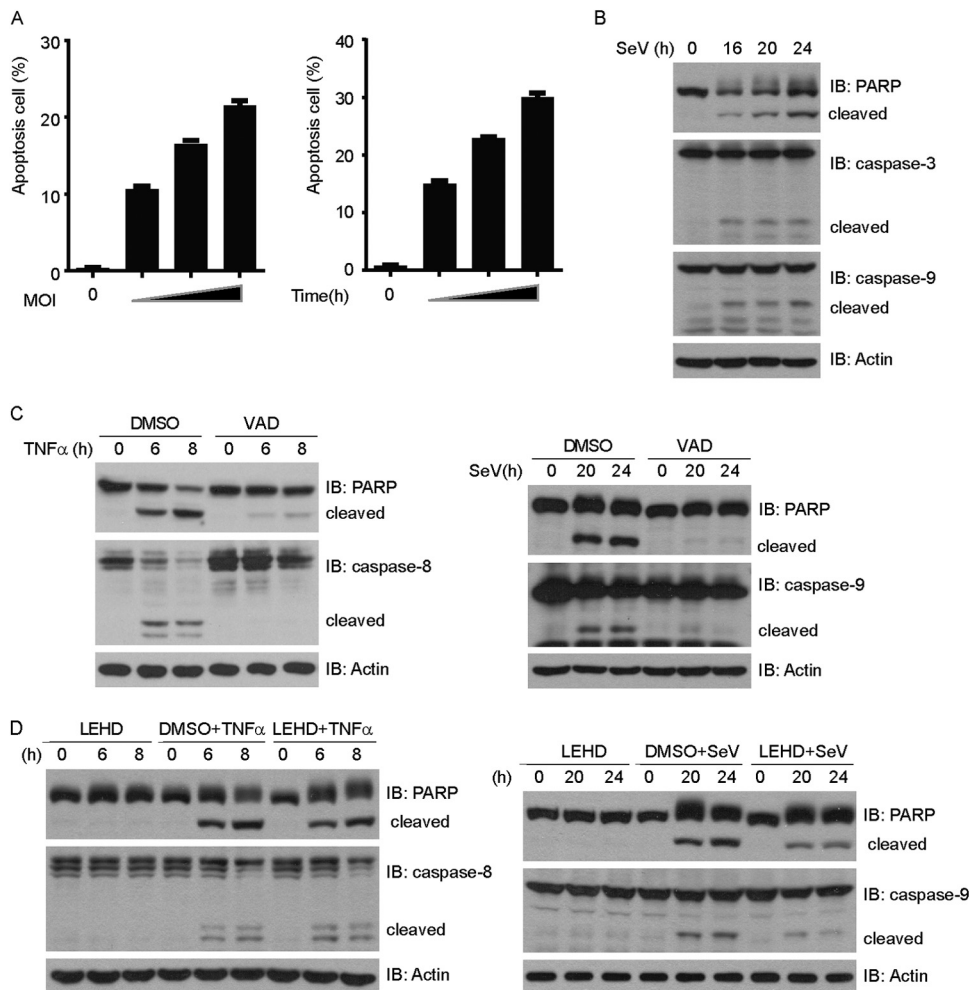 A
Apoptosis cell (%)
30
20
10
0
MOI
0
Apoptosis cell (%)
40
30
20
10
0
Time(h)
0
B
SeV (h) 0 16 20 24
IB: PARP
cleaved
IB: caspase-3
cleaved
IB: caspase-9
cleaved
IB: Actin
C
DMSO VAD
TNFα (h) 0 6 8 0 6 8
IB: PARP
cleaved
IB: caspase-8
cleaved
IB: Actin
DMSO VAD
SeV(h) 0 20 24 0 20 24
IB: PARP
cleaved
IB: caspase-9
cleaved
IB: Actin
D
LEHD DMSO+TNFα LEHD+TNFα
(h) 0 6 8 0 6 8 0 6 8
IB: PARP
cleaved
IB: caspase-8
cleaved
IB: Actin
LEHD DMSO+SeV LEHD+SeV
(h) 0 20 24 0 20 24 0 20 24
IB: PARP
cleaved
IB: caspase-9
cleaved
IB: Actin